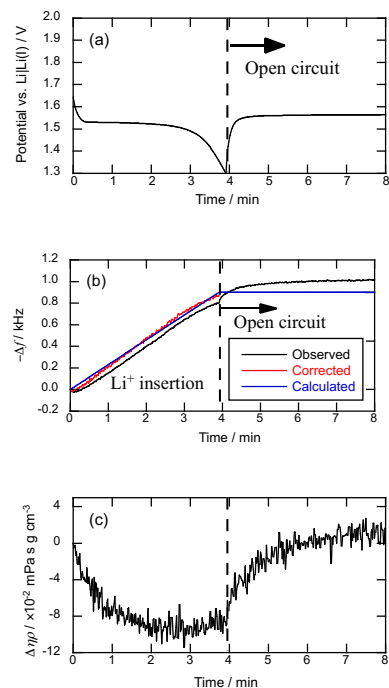 (a)
Open circuit
Potential vs. Li|Li(I) / V
2.0
1.9
1.8
1.7
1.6
1.5
1.4
1.3
0 1 2 3 4 5 6 7 8
Time / min
(b)
Open circuit
Li⁺ insertion
Observed
Corrected
Calculated
−Δf / kHz
1.2
1.0
0.8
0.6
0.4
0.2
0.0
-0.2
0 1 2 3 4 5 6 7 8
Time / min
(c)
Δηρ / ×10⁻² mPa s g cm⁻³
4
0
-4
-8
-12
0 1 2 3 4 5 6 7 8
Time / min